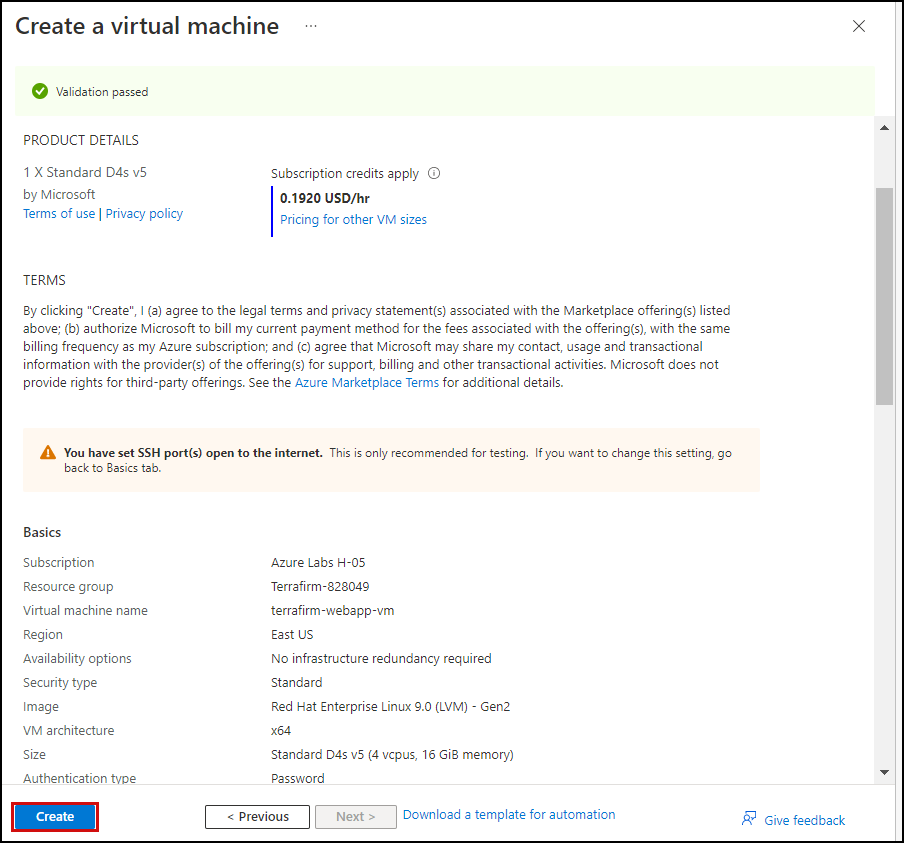 Create a virtual machine ...
Validation passed
PRODUCT DETAILS
1 X Standard D4s v5
by Microsoft
Terms of use | Privacy policy
Subscription credits apply
0.1920 USD/hr
Pricing for other VM sizes
TERMS
By clicking "Create", I (a) agree to the legal terms and privacy statement(s) associated with the Marketplace offering(s) listed
above; (b) authorize Microsoft to bill my current payment method for the fees associated with the offering(s), with the same
billing frequency as my Azure subscription; and (c) agree that Microsoft may share my contact, usage and transactional
information with the provider(s) of the offering(s) for support, billing and other transactional activities. Microsoft does not
provide rights for third-party offerings. See the Azure Marketplace Terms for additional details.
You have set SSH port(s) open to the internet. This is only recommended for testing. If you want to change this setting, go
back to Basics tab.
Basics
Subscription Azure Labs H-05
Resource group Terrafirm-828049
Virtual machine name terrafirm-webapp-vm
Region East US
Availability options No infrastructure redundancy required
Security type Standard
Image Red Hat Enterprise Linux 9.0 (LVM) - Gen2
VM architecture x64
Size Standard D4s v5 (4 vcpus, 16 GiB memory)
Authentication type Password
Create < Previous Next > Download a template for automation Give feedback